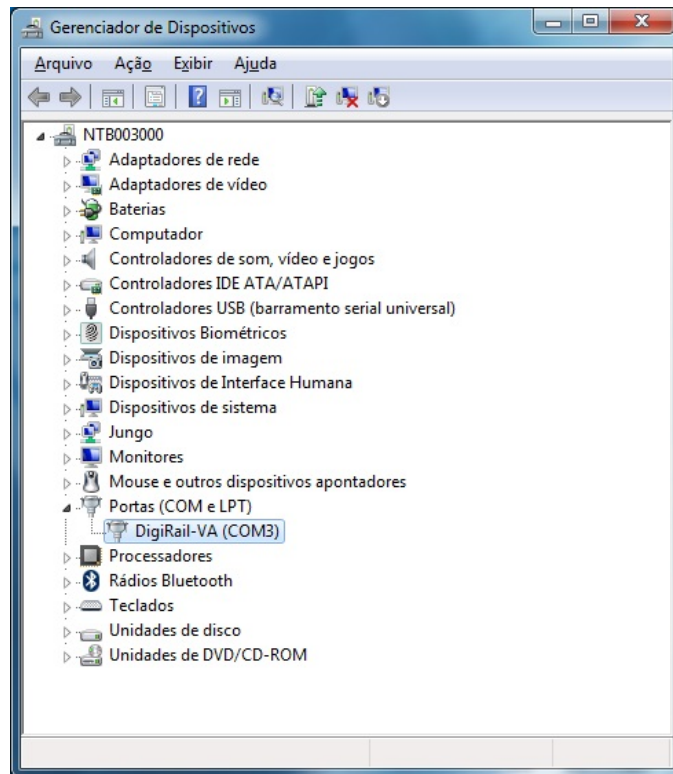 Gerenciador de Dispositivos
Arquivo Ação Exibir Ajuda
NTB003000
Adaptadores de rede
Adaptadores de vídeo
Baterias
Computador
Controladores de som, vídeo e jogos
Controladores IDE ATA/ATAPI
Controladores USB (barramento serial universal)
Dispositivos Biométricos
Dispositivos de imagem
Dispositivos de Interface Humana
Dispositivos de sistema
Jungo
Monitores
Mouse e outros dispositivos apontadores
Portas (COM e LPT)
DigiRail-VA (COM3)
Processadores
Rádios Bluetooth
Teclados
Unidades de disco
Unidades de DVD/CD-ROM